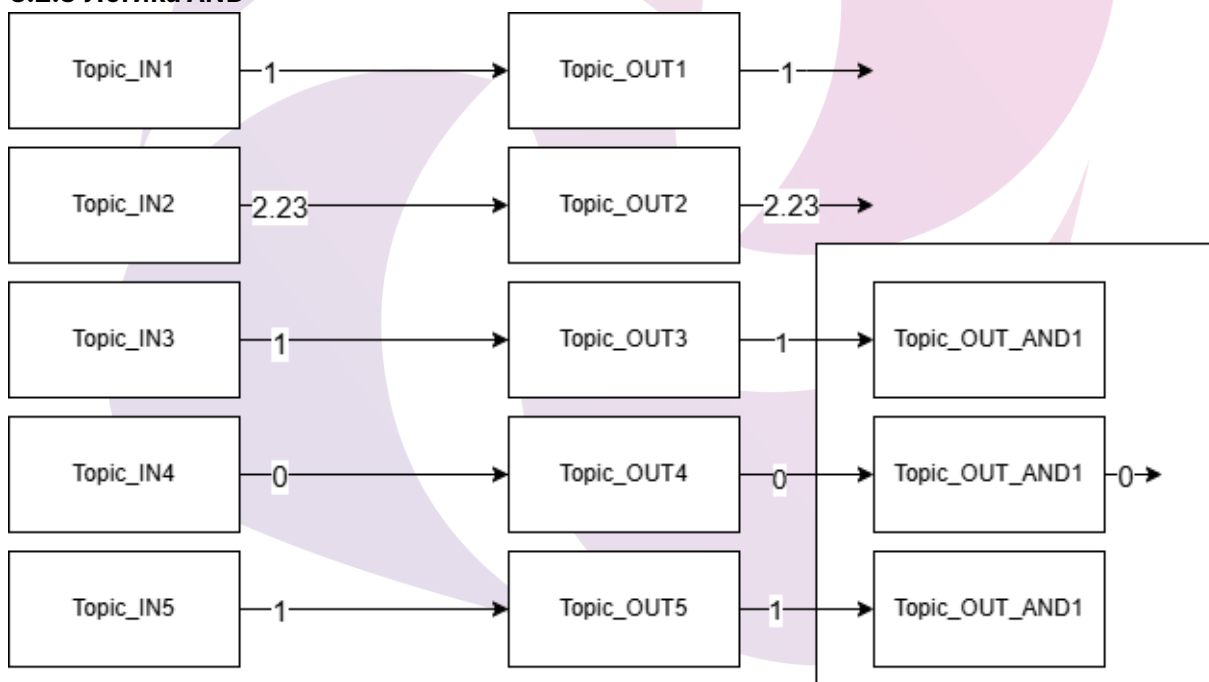 Topic_IN1 1 Topic_OUT1 1
Topic_IN2 2.23 Topic_OUT2 2.23
Topic_IN3 1 Topic_OUT3 1 Topic_OUT_AND1
Topic_IN4 0 Topic_OUT4 0 Topic_OUT_AND1 0
Topic_IN5 1 Topic_OUT5 1 Topic_OUT_AND1